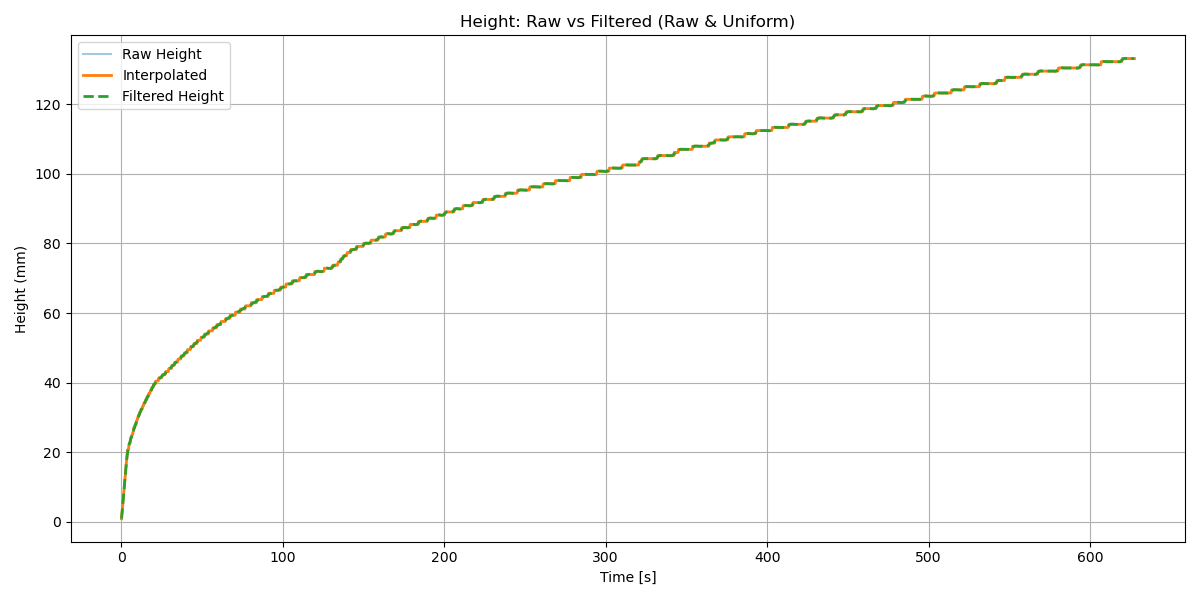 Height: Raw vs Filtered (Raw & Uniform)
Raw Height
Interpolated
Filtered Height
Height (mm)
120
100
80
60
40
20
0
0 100 200 300 400 500 600
Time [s]